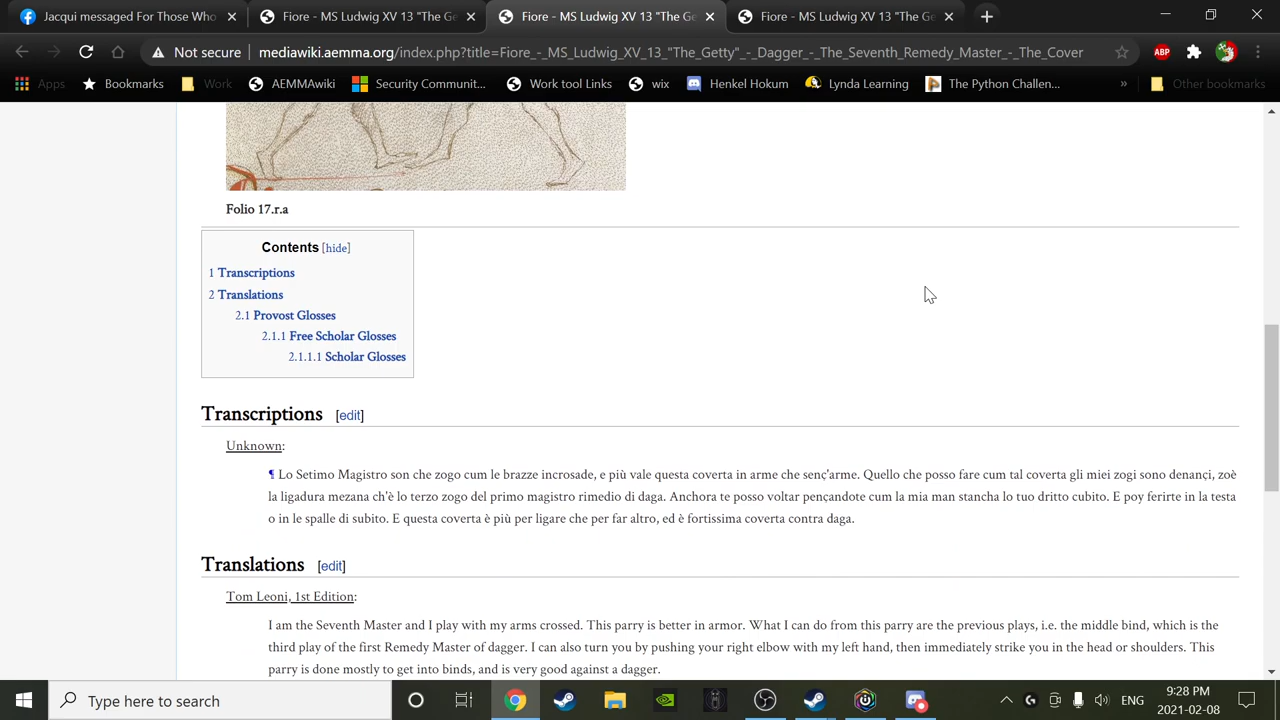 Jacqui messaged For Those Who
Fiore - MS Ludwig XV 13 "The Ge
Fiore - MS Ludwig XV 13 "The Ge
Fiore - MS Ludwig XV 13 "The Ge
Not secure
mediawiki.aemma.org/index.php?title=Fiore_-_MS_Ludwig_XV_13_"The_Getty"_-_Dagger_-_The_Seventh_Remedy_Master_-_The_Cover
ABP
Apps
Bookmarks
Work
AEMMAwiki
Security Communit...
Work tool Links
wix
Henkel Hokum
Lynda Learning
The Python Challen...
»
Other bookmarks
Folio 17.r.a
Contents [hide]
1 Transcriptions
2 Translations
2.1 Provost Glosses
2.1.1 Free Scholar Glosses
2.1.1.1 Scholar Glosses
Transcriptions [edit]
Unknown:
¶ Lo Setimo Magistro son che zogo cum le brazze incrosade, e più vale questa coverta in arme che senç'arme. Quello che posso fare cum tal coverta gli miei zogi sono denançi, zoè
la ligadura mezana ch'è lo terzo zogo del primo magistro rimedio di daga. Anchora te posso voltar pençandote cum la mia man stancha lo tuo dritto cubito. E poy ferirte in la testa
o in le spalle di subito. E questa coverta è più per ligare che per far altro, ed è fortissima coverta contra daga.
Translations [edit]
Tom Leoni, 1st Edition:
I am the Seventh Master and I play with my arms crossed. This parry is better in armor. What I can do from this parry are the previous plays, i.e. the middle bind, which is the
third play of the first Remedy Master of dagger. I can also turn you by pushing your right elbow with my left hand, then immediately strike you in the head or shoulders. This
parry is done mostly to get into binds, and is very good against a dagger.
Type here to search
ENG
9:28 PM
2021-02-08